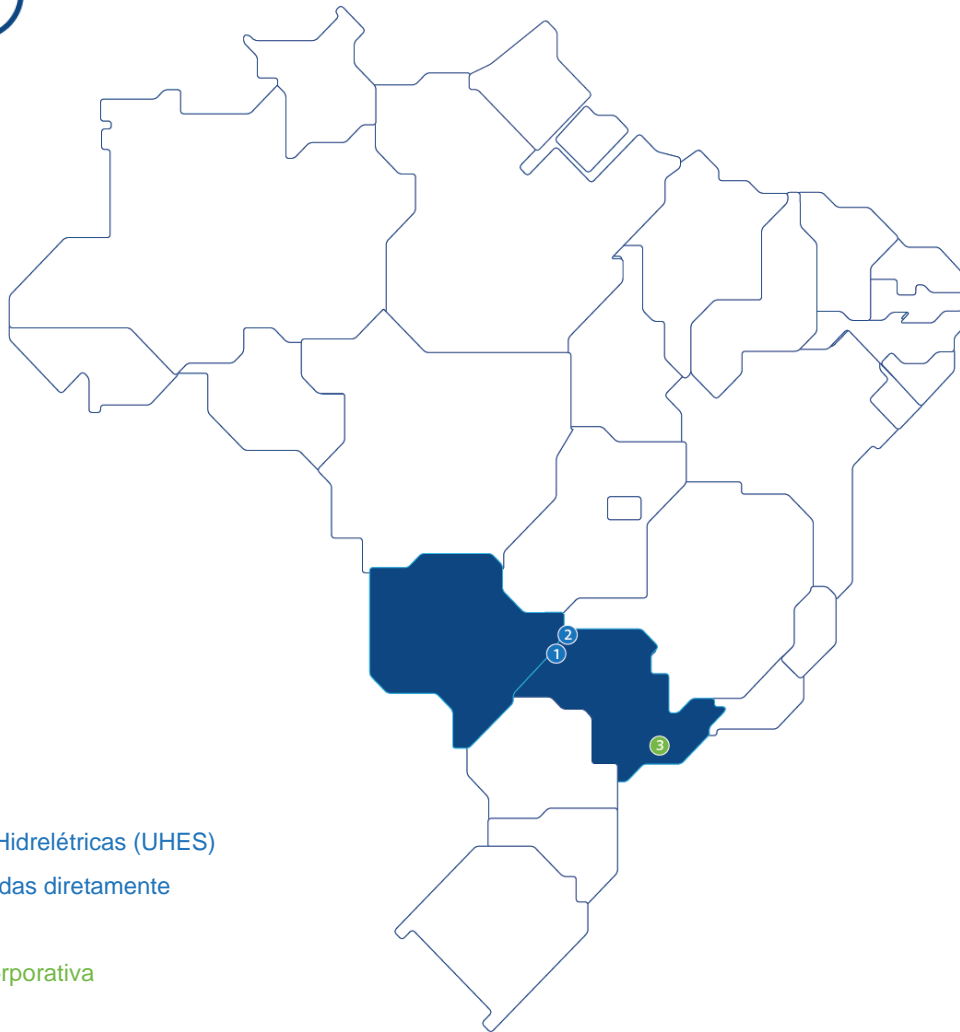 2
1
3
Hidrelétricas (UHES)
das diretamente
rporativa